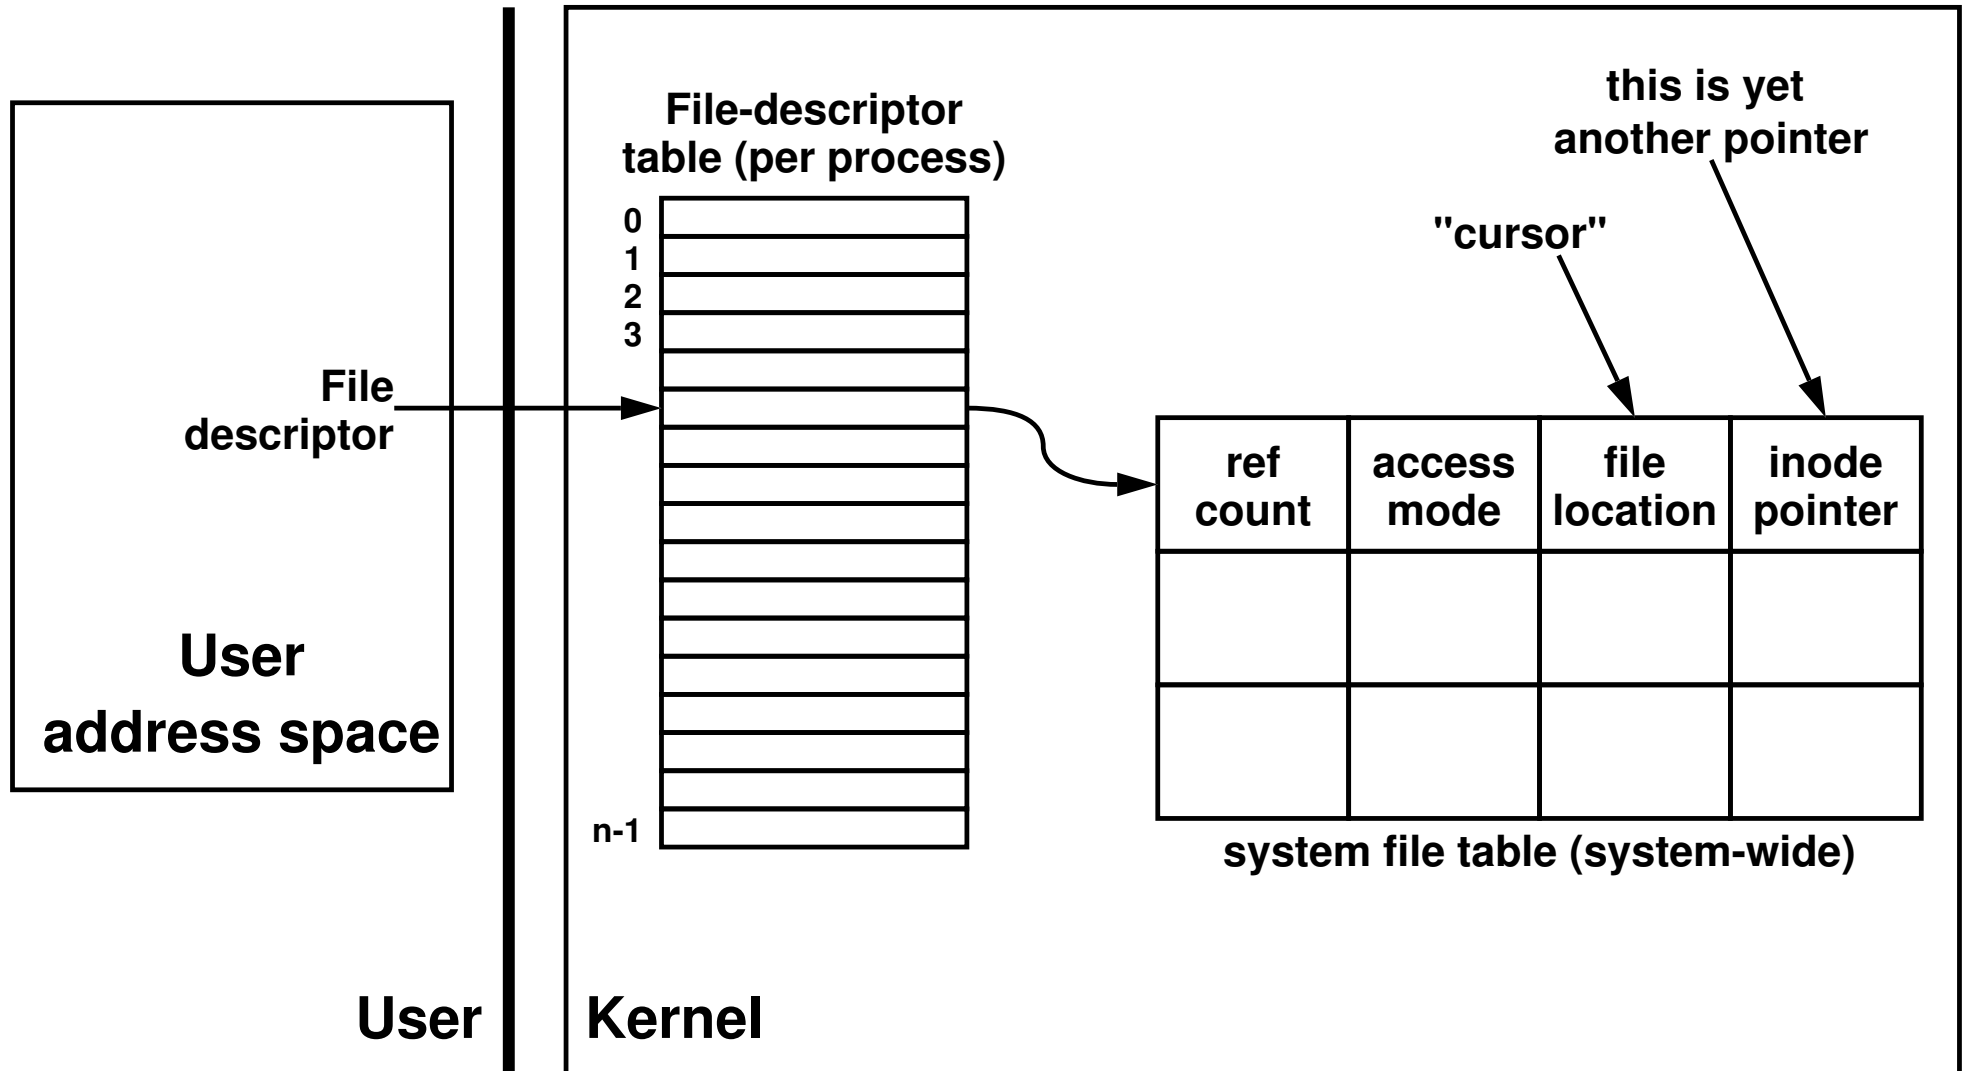 File-descriptor
table (per process)
this is yet
another pointer
"cursor"
0
1
2
3
n-1
File
descriptor
ref
count
access
mode
file
location
inode
pointer
system file table (system-wide)
User
address space
User
Kernel